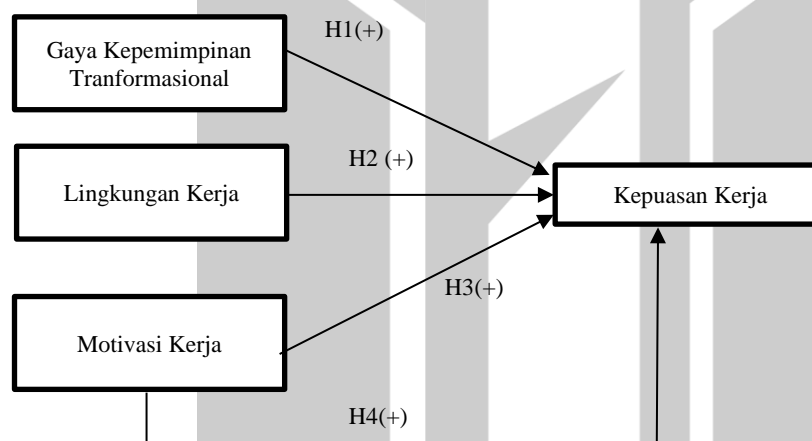 H1(+)
Gaya Kepemimpinan
Tranformasional
H2 (+)
Lingkungan Kerja
Kepuasan Kerja
H3(+)
Motivasi Kerja
H4(+)